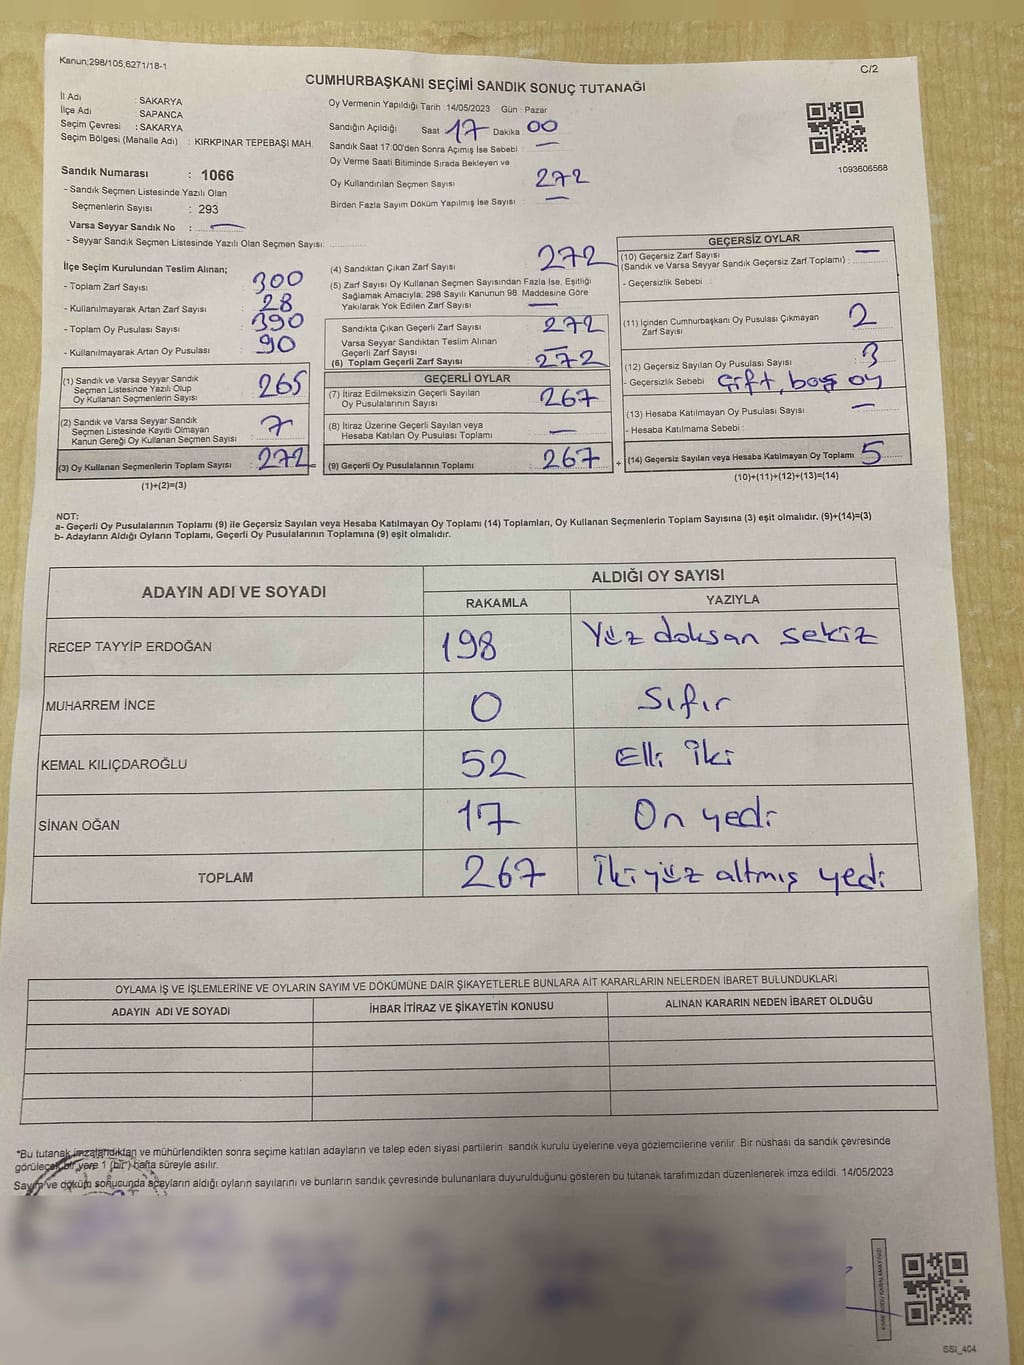 Kanun;298/105,6271/18-1
C/2
CUMHURBAŞKANI SEÇİMİ SANDIK SONUÇ TUTANAĞI
İl Adı : SAKARYA
İlçe Adı : SAPANCA
Seçim Çevresi : SAKARYA
Seçim Bölgesi (Mahalle Adı) : KIRKPINAR TEPEBAŞI MAH.
Sandık Numarası : 1066
- Sandık Seçmen Listesinde Yazılı Olan
Seçmenlerin Sayısı : 293
Varsa Seyyar Sandık No : —
- Seyyar Sandık Seçmen Listesinde Yazılı Olan Seçmen Sayısı:
Oy Vermenin Yapıldığı Tarih : 14/05/2023 Gün : Pazar
Sandığın Açıldığı Saat 17 Dakika 00
Sandık Saat 17:00'den Sonra Açımış İse Sebebi : —
Oy Verme Saati Bitiminde Sırada Bekleyen ve
Oy Kullandırılan Seçmen Sayısı : 272
Birden Fazla Sayım Döküm Yapılmış İse Sayısı : —
1093606568
İlçe Seçim Kurulundan Teslim Alınan;
- Toplam Zarf Sayısı : 300
- Kullanılmayarak Artan Zarf Sayısı : 28
- Toplam Oy Pusulası Sayısı : 390
- Kullanılmayarak Artan Oy Pusulası : 90
(1) Sandık ve Varsa Seyyar Sandık
Seçmen Listesinde Yazılı Olup
Oy Kullanan Seçmenlerin Sayısı : 265
(2) Sandık ve Varsa Seyyar Sandık
Seçmen Listesinde Kayıtlı Olmayan
Kanun Gereği Oy Kullanan Seçmen Sayısı : 7
(3) Oy Kullanan Seçmenlerin Toplam Sayısı : 272 =
(1)+(2)=(3)
(4) Sandıktan Çıkan Zarf Sayısı : 272
(5) Zarf Sayısı Oy Kullanan Seçmen Sayısından Fazla İse, Eşitliği
Sağlamak Amacıyla; 298 Sayılı Kanunun 98. Maddesine Göre
Yakılarak Yok Edilen Zarf Sayısı : —
Sandıkta Çıkan Geçerli Zarf Sayısı : 272
Varsa Seyyar Sandıktan Teslim Alınan
Geçerli Zarf Sayısı : —
(6) Toplam Geçerli Zarf Sayısı : 272
GEÇERLİ OYLAR
(7) İtiraz Edilmeksizin Geçerli Sayılan
Oy Pusulalarının Sayısı : 267
(8) İtiraz Üzerine Geçerli Sayılan veya
Hesaba Katılan Oy Pusulası Toplamı : —
(9) Geçerli Oy Pusulalarının Toplamı : 267 +
GEÇERSİZ OYLAR
(10) Geçersiz Zarf Sayısı
(Sandık ve Varsa Seyyar Sandık Geçersiz Zarf Toplamı) : —
- Geçersizlik Sebebi :
(11) İçinden Cumhurbaşkanı Oy Pusulası Çıkmayan
Zarf Sayısı : 2
(12) Geçersiz Sayılan Oy Pusulası Sayısı : 3
- Geçersizlik Sebebi : Çift, boş oy
(13) Hesaba Katılmayan Oy Pusulası Sayısı : —
- Hesaba Katılmama Sebebi :
(14) Geçersiz Sayılan veya Hesaba Katılmayan Oy Toplamı : 5
(10)+(11)+(12)+(13)=(14)
NOT:
a- Geçerli Oy Pusulalarının Toplamı (9) ile Geçersiz Sayılan veya Hesaba Katılmayan Oy Toplamı (14) Toplamları, Oy Kullanan Seçmenlerin Toplam Sayısına (3) eşit olmalıdır. (9)+(14)=(3)
b- Adayların Aldığı Oyların Toplamı, Geçerli Oy Pusulalarının Toplamına (9) eşit olmalıdır.
ADAYIN ADI VE SOYADI ALDIĞI OY SAYISI
RAKAMLA YAZIYLA
RECEP TAYYİP ERDOĞAN 198 Yüz doksan sekiz
MUHARREM İNCE 0 Sıfır
KEMAL KILIÇDAROĞLU 52 Elli iki
SİNAN OĞAN 17 On yedi
TOPLAM 267 İki yüz altmış yedi
OYLAMA İŞ VE İŞLEMLERİNE VE OYLARIN SAYIM VE DÖKÜMÜNE DAİR ŞİKAYETLERLE BUNLARA AİT KARARLARIN NELERDEN İBARET BULUNDUKLARI
ADAYIN ADI VE SOYADI İHBAR İTİRAZ VE ŞİKAYETİN KONUSU ALINAN KARARIN NEDEN İBARET OLDUĞU
*Bu tutanak imzalandıktan ve mühürlendikten sonra seçime katılan adayların ve talep eden siyasi partilerin sandık kurulu üyelerine veya gözlemcilerine verilir .Bir nüshası da sandık çevresinde
görülecek bir yere 1 (bir ) hafta süreyle asılır.
Sayım ve döküm sonucunda adayların aldığı oyların sayılarını ve bunların sandık çevresinde bulunanlara duyurulduğunu gösteren bu tutanak tarafımızdan düzenlenerek imza edildi. 14/05/2023
SSI_404